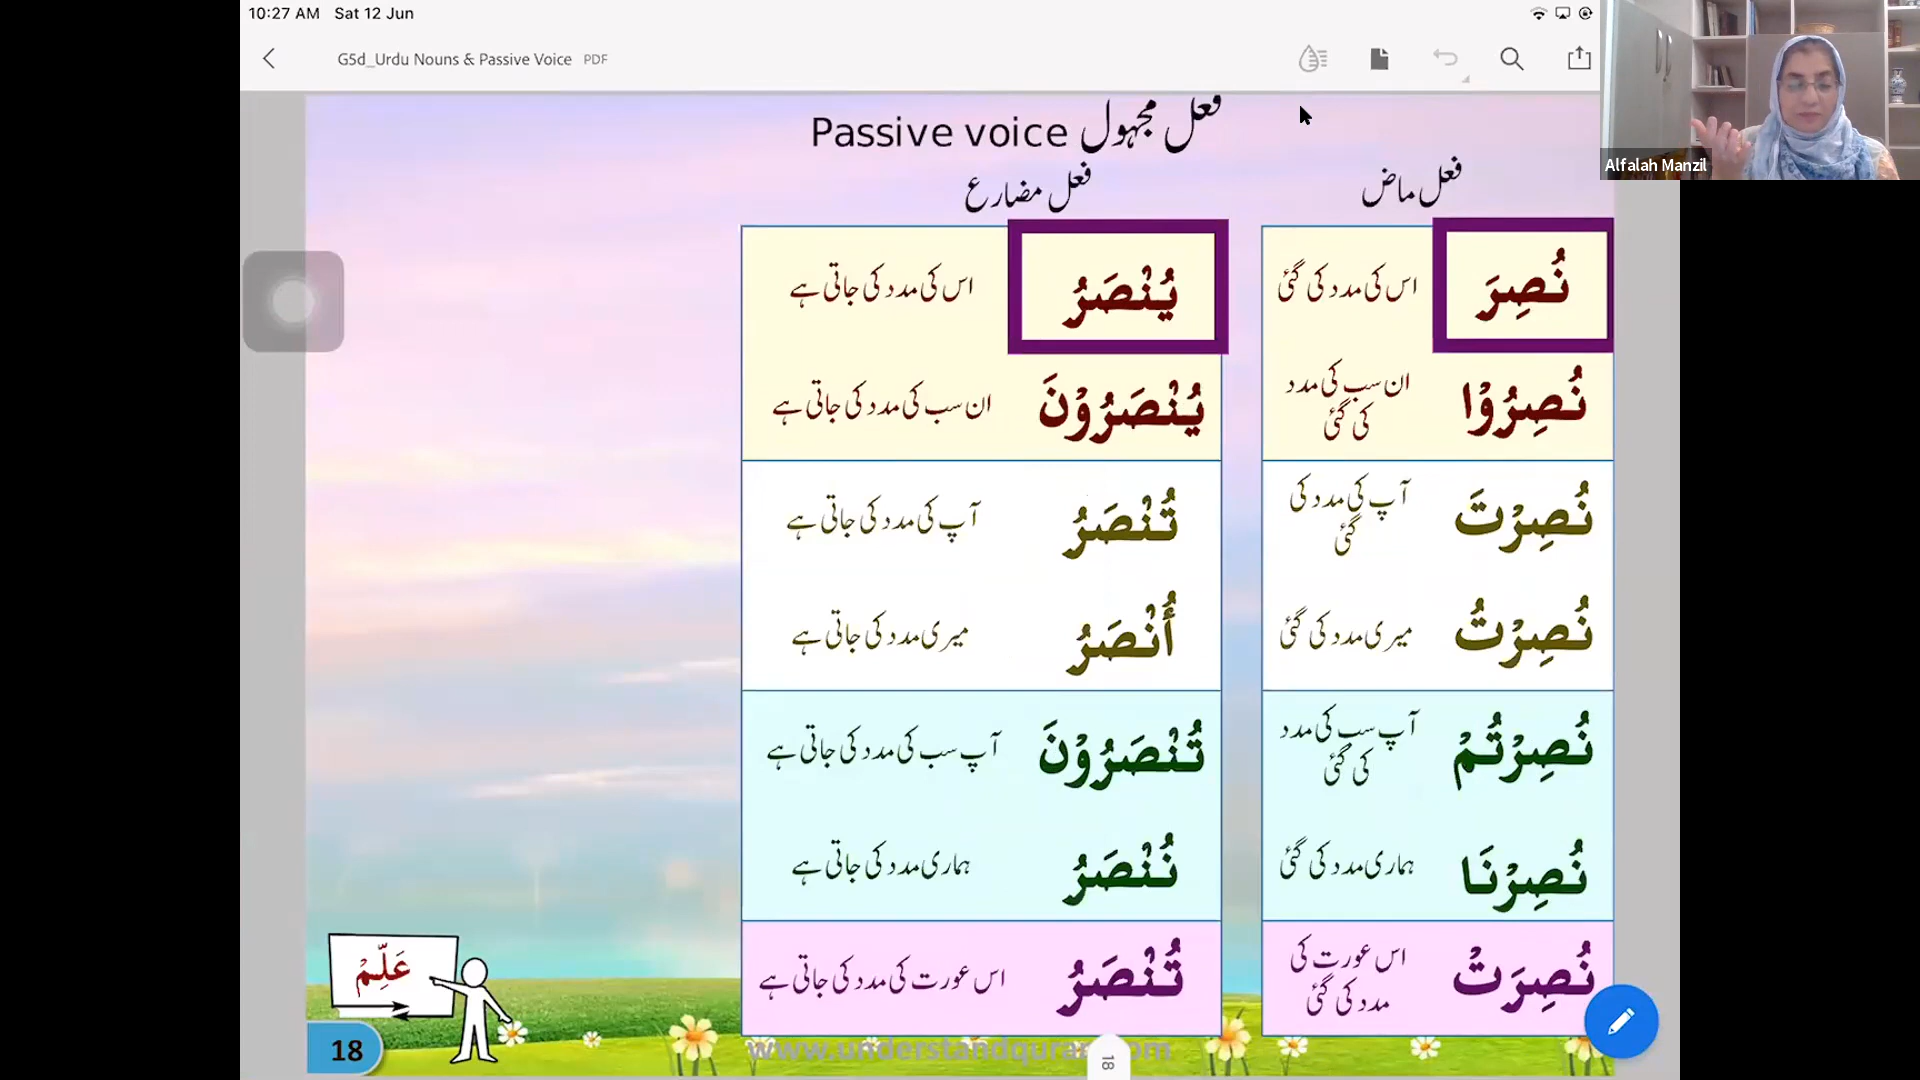 10:27 AM Sat 12 Jun
G5d_Urdu Nouns & Passive Voice PDF
Alfalah Manzil
فعل مجہول Passive voice
فعل ماض
فعل مضارع
نُصِرَ اس کی مدد کی گئی
يُنْصَرُ اس کی مدد کی جاتی ہے
نُصِرُوْا ان سب کی مدد
کی گئی
يُنْصَرُوْنَ ان سب کی مدد کی جاتی ہے
نُصِرْتَ آپ کی مدد کی
گئی
تُنْصَرُ آپ کی مدد کی جاتی ہے
نُصِرْتُ میری مدد کی گئی
أُنْصَرُ میری مدد کی جاتی ہے
نُصِرْتُمْ آپ سب کی مدد
کی گئی
تُنْصَرُوْنَ آپ سب کی مدد کی جاتی ہے
نُصِرْنَا ہماری مدد کی گئی
نُنْصَرُ ہماری مدد کی جاتی ہے
نُصِرَتْ اس عورت کی
مدد کی گئی
تُنْصَرُ اس عورت کی مدد کی جاتی ہے
عَلِّمْ
18
www.understandquran.com
18